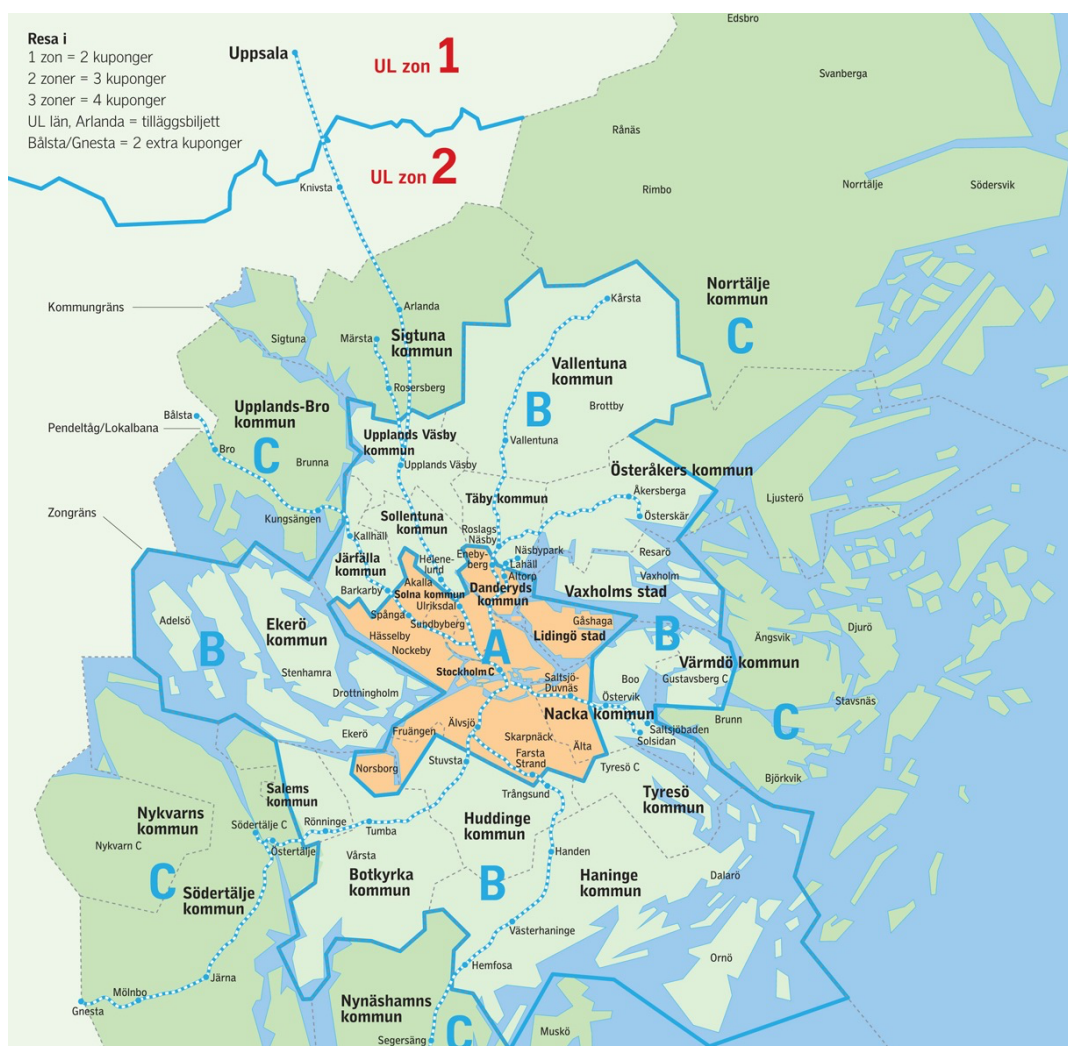 Edsbro
Resa i
1 zon = 2 kuponger
2 zoner = 3 kuponger
3 zoner = 4 kuponger
UL län, Arlanda = tilläggsbiljett
Bålsta/Gnesta = 2 extra kuponger
Uppsala
UL zon 1
Svanberga
Rånäs
UL zon 2
Knivsta
Rimbo
Norrtälje
Södersvik
Norrtälje
kommun
C
Kommungräns
Arlanda
Kårsta
Sigtuna
Märsta
Sigtuna
kommun
Rosersberg
Vallentuna
kommun
B
Brottby
Upplands-Bro
kommun
C
Bålsta
Pendeltåg/Lokalbana
Bro
Brunna
Upplands Väsby
kommun
Vallentuna
Upplands Väsby
Österåkers kommun
Täby kommun
Åkersberga
Ljusterö
Zongräns
Kungsängen
Sollentuna
kommun
Österskär
Kallhäll
Roslags
Näsby
Järfälla
kommun
Helene-
lund
Eneby-
berg
Näsbypark
Lahäll
Altorp
Resarö
Vaxholm
Barkarby
Akalla
Solna kommun
Ulriksdal
Danderyds
kommun
Vaxholms stad
Adelsö
Ekerö
kommun
Spånga
Sundbyberg
Hässelby
Gåshaga
Lidingö stad
Djurö
Ängsvik
B
Nockeby
A
B
Värmdö kommun
Stenhamra
Stockholm C
Saltsjö-
Duvnäs
Boo
Gustavsberg C
Drottningholm
Östervik
Stavsnäs
Ekerö
Fruängen
Älvsjö
Nacka kommun
Saltsjöbaden
Solsidan
Brunn
C
Skarpnäck
Älta
Norsborg
Stuvsta
Farsta
Strand
Tyresö C
Björkvik
Trångsund
Tyresö
kommun
Salems
kommun
Nykvarns
kommun
Nykvarn C
Södertälje C
Rönninge
Tumba
Huddinge
kommun
Östertälje
Vårsta
Handen
Botkyrka
kommun
B
Haninge
kommun
Dalarö
C
Södertälje
kommun
Västerhaninge
Ornö
Hemfosa
Järna
Mölnbo
Gnesta
Nynäshamns
kommun
C
Segersäng
Muskö